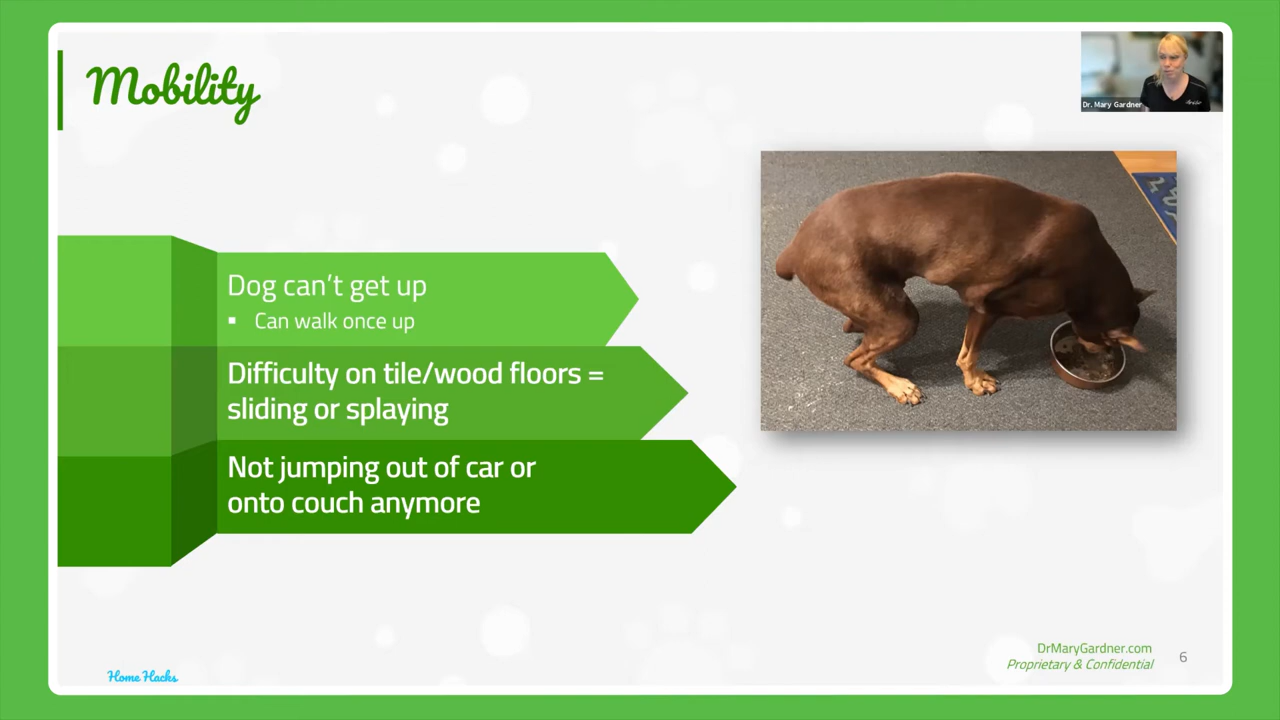 Mobility
Dr. Mary Gardner
Dog can't get up
▪ Can walk once up
Difficulty on tile/wood floors =
sliding or splaying
Not jumping out of car or
onto couch anymore
DrMaryGardner.com
Proprietary & Confidential
6
Home Hacks